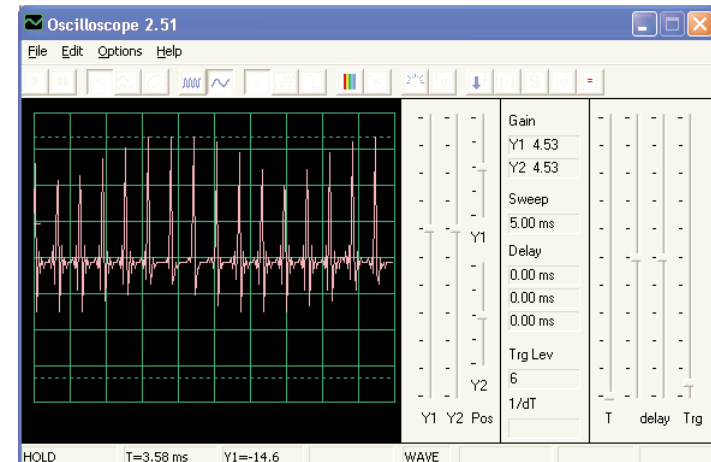 Oscilloscope 2.51
File Edit Options Help
Gain
Y1 4.53
Y2 4.53
Sweep
5.00 ms
Y1
Delay
0.00 ms
0.00 ms
0.00 ms
Trg Lev
6
Y2
1/dT
Y1 Y2 Pos
T delay Trg
HOLD T=3.58 ms Y1=-14.6 WAVE